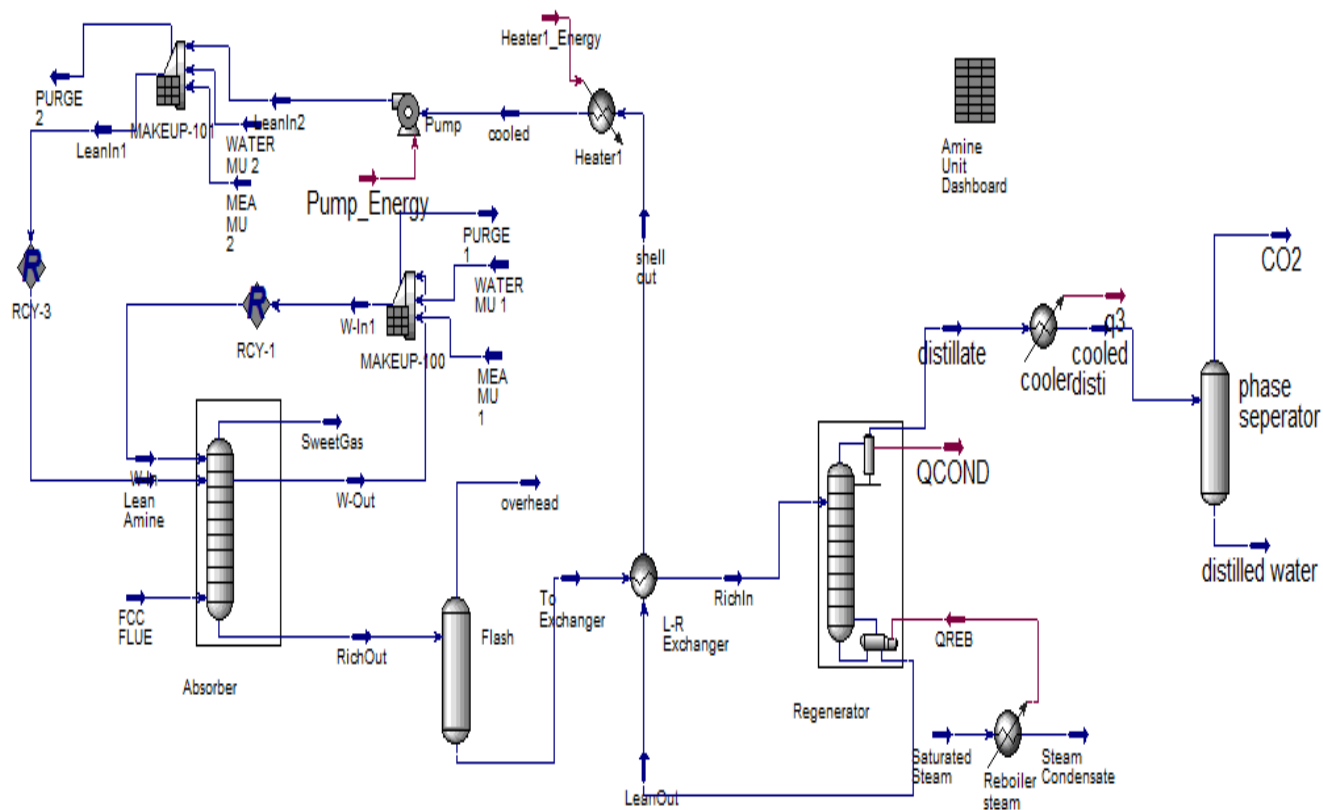 Heater1_Energy
PURGE
2
MAKEUP-101
WATER
MU 2
LeanIn2
LeanIn1
MEA
MU
2
Pump
cooled
Heater1
Pump_Energy
Amine
Unit
Dashboard
PURGE
1
WATER
MU 1
shell
out
R
RCY-3
R
RCY-1
W-In1
MAKEUP-100
MEA
MU
1
CO2
q3
distillate
cooler
cooled
disti
phase
seperator
SweetGas
W-In
Lean
Amine
W-Out
overhead
QCOND
distilled water
FCC
FLUE
RichOut
Absorber
Flash
To
Exchanger
L-R
Exchanger
RichIn
QREB
Regenerator
Saturated
Steam
Reboiler
steam
Steam
Condensate
LeanOut